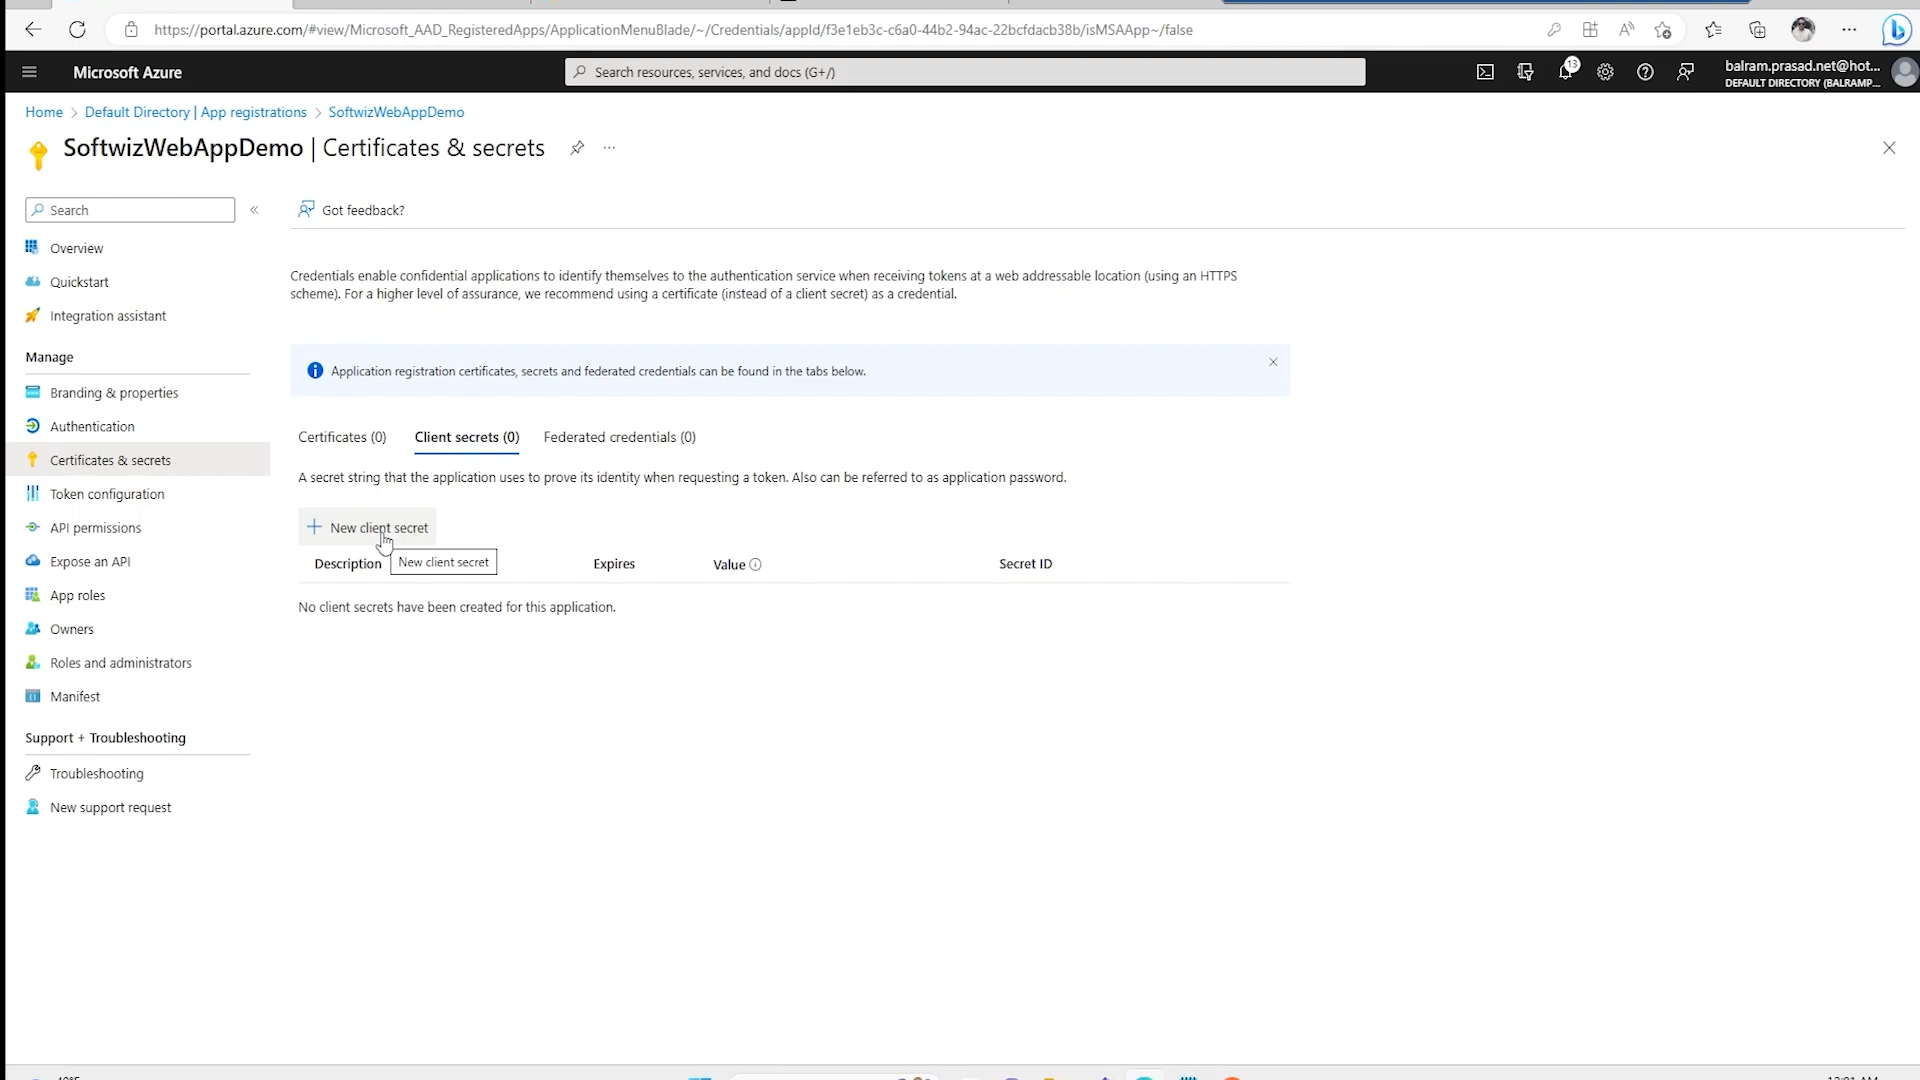 https://portal.azure.com/#view/Microsoft_AAD_RegisteredApps/ApplicationMenuBlade/~/Credentials/appId/f3e1eb3c-c6a0-44b2-94ac-22bcfdacb38b/isMSAApp~/false
Microsoft Azure
Search resources, services, and docs (G+/)
13
balram.prasad.net@hot...
DEFAULT DIRECTORY (BALRAMP...
Home > Default Directory | App registrations > SoftwizWebAppDemo
SoftwizWebAppDemo | Certificates & secrets
Search
Got feedback?
Overview
Quickstart
Integration assistant
Manage
Branding & properties
Authentication
Certificates & secrets
Token configuration
API permissions
Expose an API
App roles
Owners
Roles and administrators
Manifest
Support + Troubleshooting
Troubleshooting
New support request
Credentials enable confidential applications to identify themselves to the authentication service when receiving tokens at a web addressable location (using an HTTPS
scheme). For a higher level of assurance, we recommend using a certificate (instead of a client secret) as a credential.
Application registration certificates, secrets and federated credentials can be found in the tabs below.
Certificates (0) Client secrets (0) Federated credentials (0)
A secret string that the application uses to prove its identity when requesting a token. Also can be referred to as application password.
New client secret
New client secret
Description Expires Value Secret ID
No client secrets have been created for this application.